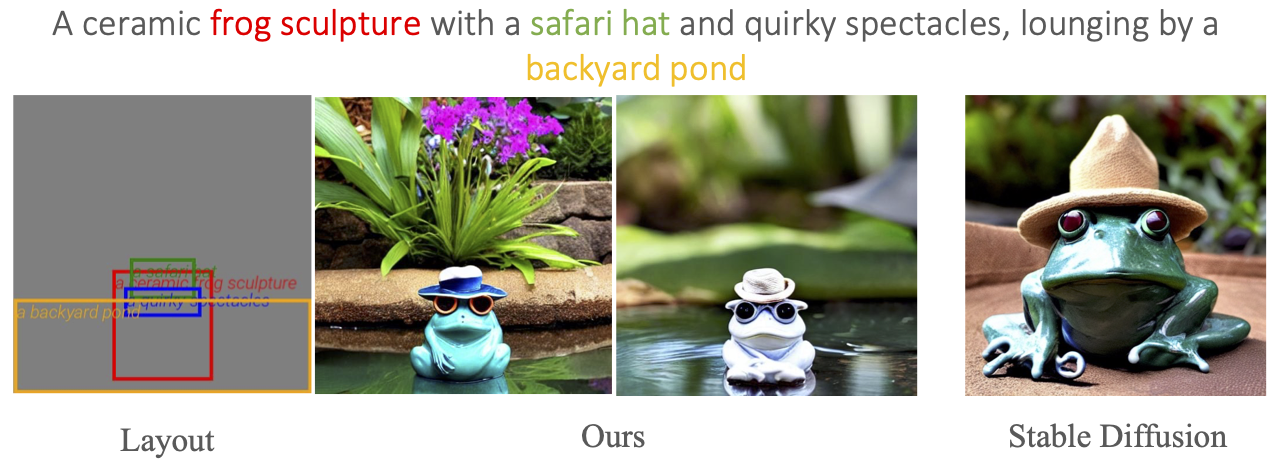 A ceramic frog sculpture with a safari hat and quirky spectacles, lounging by a
backyard pond
a safari hat
a ceramic frog sculpture
a quirky spectacles
a backyard pond
Layout
Ours
Stable Diffusion